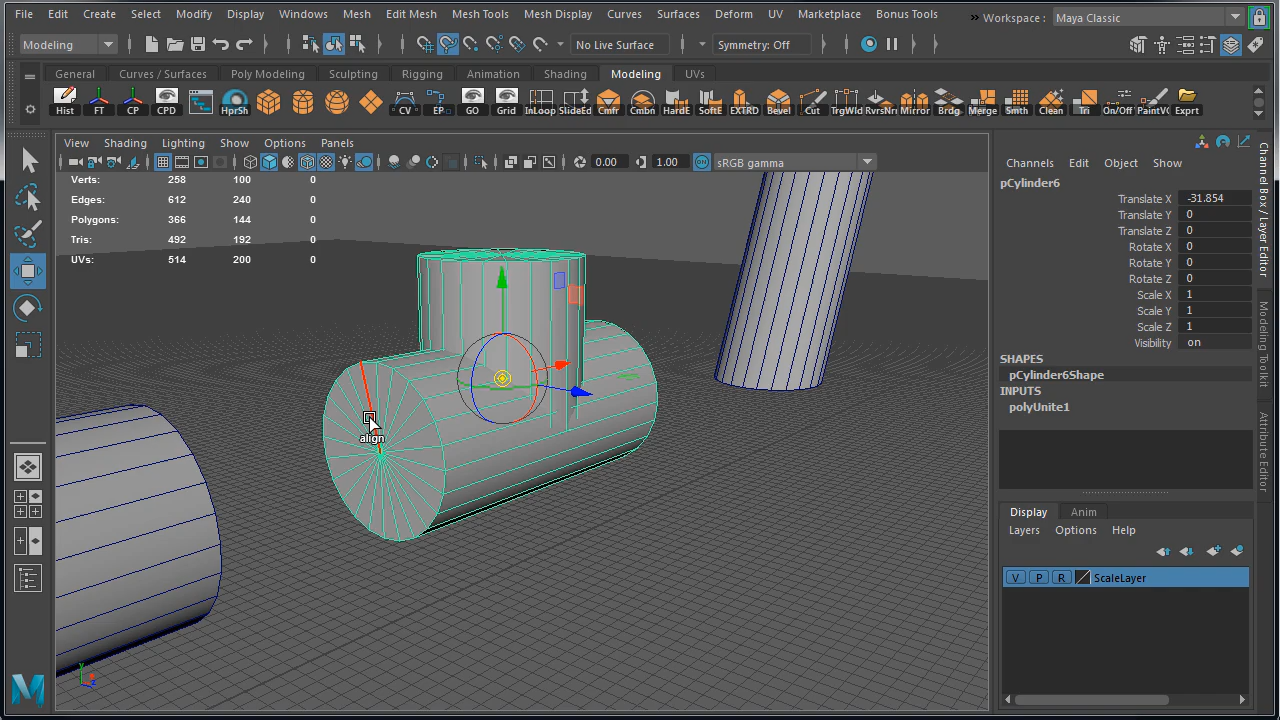 File Edit Create Select Modify Display Windows Mesh Edit Mesh Mesh Tools Mesh Display Curves Surfaces Deform UV Marketplace Bonus Tools » Workspace : Maya Classic
Modeling No Live Surface Symmetry: Off
General Curves / Surfaces Poly Modeling Sculpting Rigging Animation Shading Modeling UVs
Hist FT CP CPD HprSh CV EP GO Grid InLoop SlideEd Cmfr Cmbn HardE SoftE EXTRD Bevel Cut TrgWld RvrsNr Mirror Brdg Merge Smth Clean Tri On/Off PaintVC Exprt
View Shading Lighting Show Options Panels
0.00 1.00 ON sRGB gamma
Verts: 258 100 0
Edges: 612 240 0
Polygons: 366 144 0
Tris: 492 192 0
UVs: 514 200 0
align
Y
Channels Edit Object Show
pCylinder6
Translate X -31.854
Translate Y 0
Translate Z 0
Rotate X 0
Rotate Y 0
Rotate Z 0
Scale X 1
Scale Y 1
Scale Z 1
Visibility on
SHAPES
pCylinder6Shape
INPUTS
polyUnite1
Display Anim
Layers Options Help
V P R ScaleLayer
Channel Box / Layer Editor
Modeling Toolkit
Attribute Editor